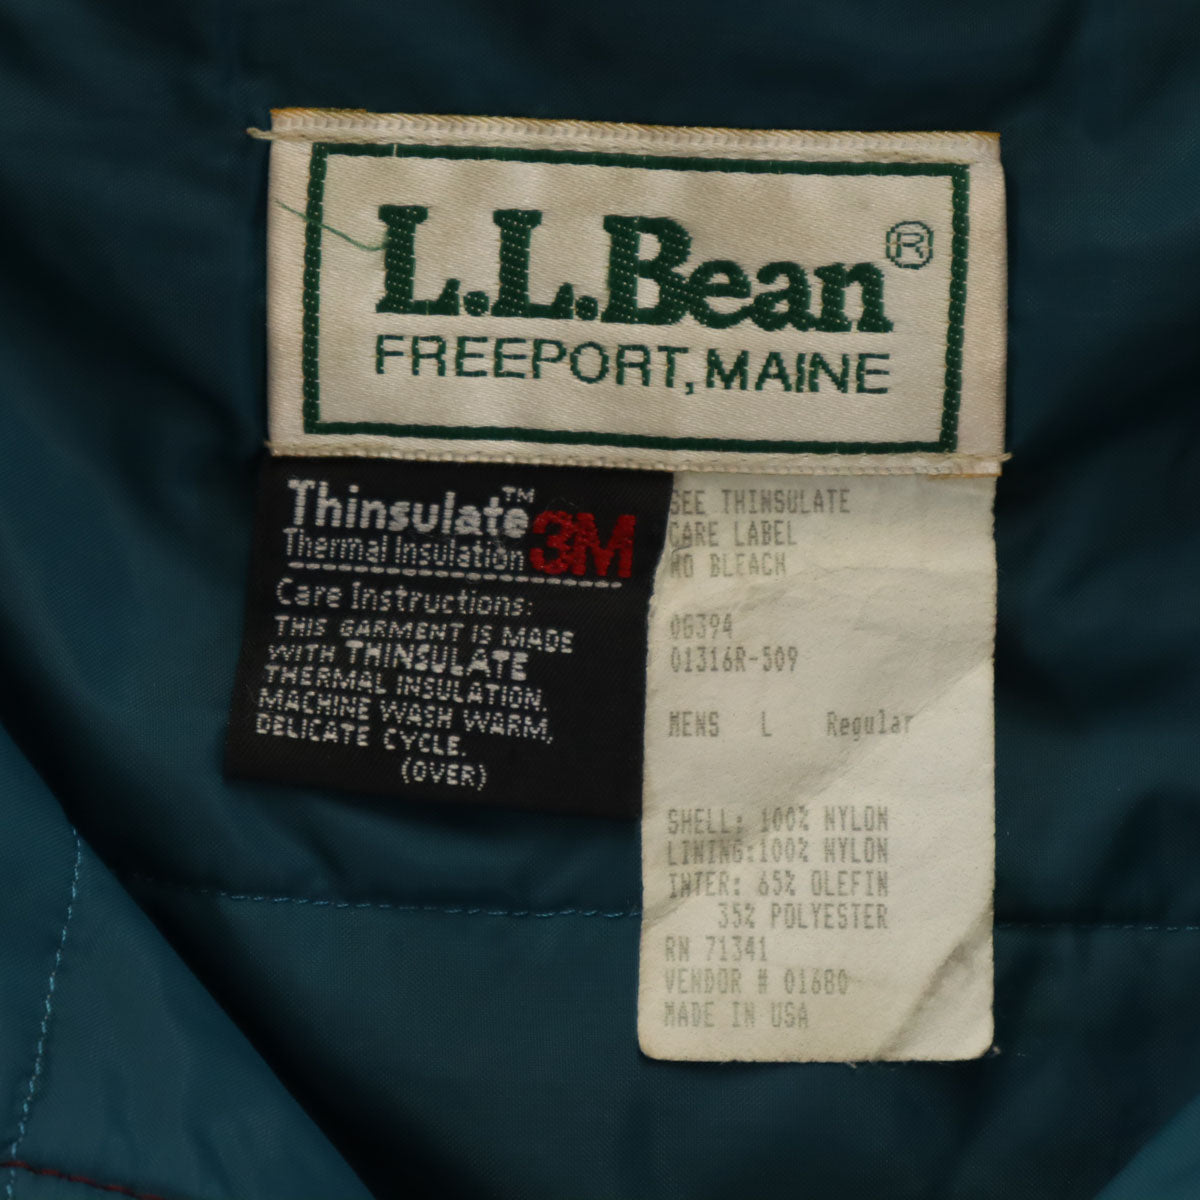 L.L.Bean®
FREEPORT, MAINE
Thinsulate™ 3M
Thermal Insulation
Care Instructions:
THIS GARMENT IS MADE
WITH THINSULATE
THERMAL INSULATION.
MACHINE WASH WARM,
DELICATE CYCLE.
(OVER)
SEE THINSULATE
CARE LABEL
NO BLEACH
0G394
01316R-509
MENS L Regular
SHELL: 100% NYLON
LINING:100% NYLON
INTER: 65% OLEFIN
35% POLYESTER
RN 71341
VENDOR # 01680
MADE IN USA